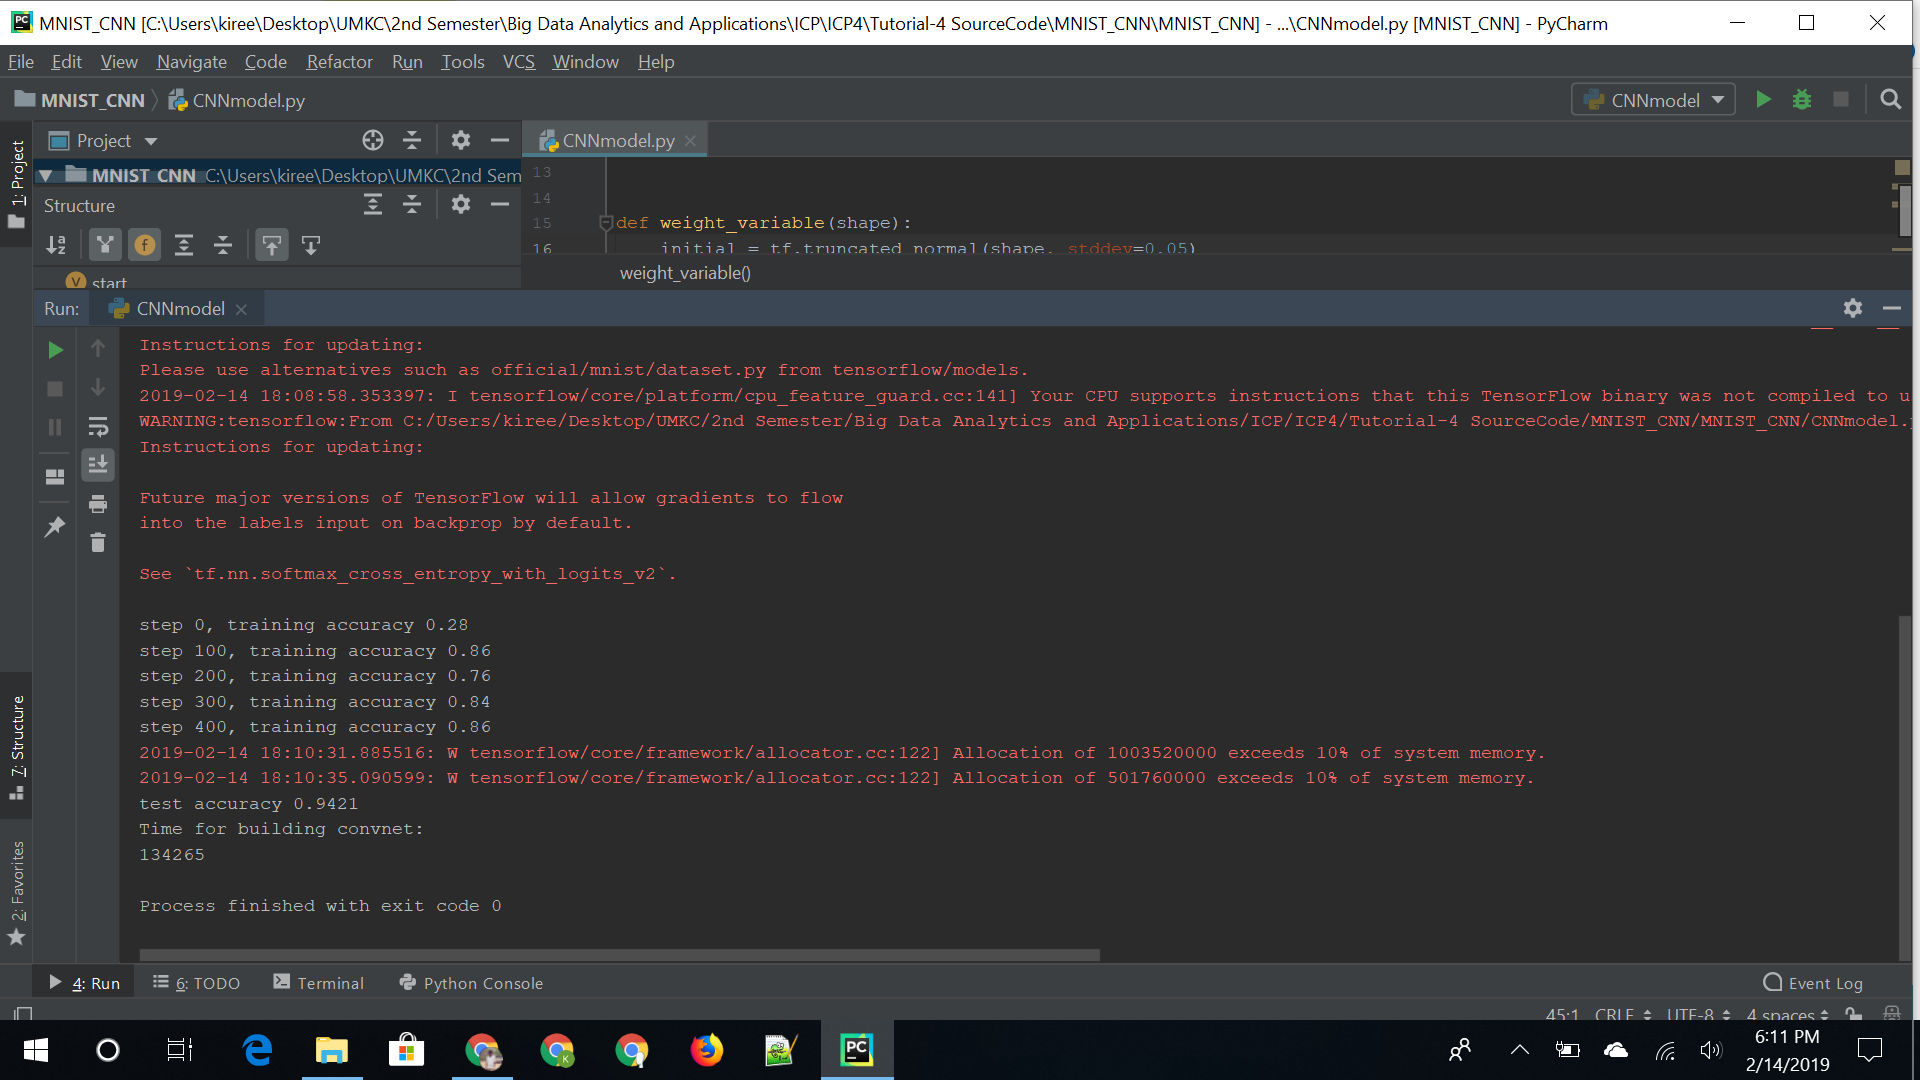 MNIST_CNN [C:\Users\kiree\Desktop\UMKC\2nd Semester\Big Data Analytics and Applications\ICP\ICP4\Tutorial-4 SourceCode\MNIST_CNN\MNIST_CNN] - ...\CNNmodel.py [MNIST_CNN] - PyCharm
File Edit View Navigate Code Refactor Run Tools VCS Window Help
MNIST_CNN CNNmodel.py CNNmodel
1: Project
Project CNNmodel.py
MNIST_CNN C:\Users\kiree\Desktop\UMKC\2nd Sem
13
Structure
14
15 def weight_variable(shape):
16 initial = tf.truncated_normal(shape, stddev=0.05)
start
weight_variable()
Run: CNNmodel
Instructions for updating:
Please use alternatives such as official/mnist/dataset.py from tensorflow/models.
2019-02-14 18:08:58.353397: I tensorflow/core/platform/cpu_feature_guard.cc:141] Your CPU supports instructions that this TensorFlow binary was not compiled to u
WARNING:tensorflow:From C:/Users/kiree/Desktop/UMKC/2nd Semester/Big Data Analytics and Applications/ICP/ICP4/Tutorial-4 SourceCode/MNIST_CNN/MNIST_CNN/CNNmodel.
Instructions for updating:
Future major versions of TensorFlow will allow gradients to flow
into the labels input on backprop by default.
See `tf.nn.softmax_cross_entropy_with_logits_v2`.
step 0, training accuracy 0.28
step 100, training accuracy 0.86
step 200, training accuracy 0.76
step 300, training accuracy 0.84
step 400, training accuracy 0.86
2019-02-14 18:10:31.885516: W tensorflow/core/framework/allocator.cc:122] Allocation of 1003520000 exceeds 10% of system memory.
2019-02-14 18:10:35.090599: W tensorflow/core/framework/allocator.cc:122] Allocation of 501760000 exceeds 10% of system memory.
test accuracy 0.9421
Time for building convnet:
134265
Process finished with exit code 0
7: Structure
2: Favorites
4: Run 6: TODO Terminal Python Console Event Log
45:1 CRLF UTF-8 4 spaces
6:11 PM
2/14/2019